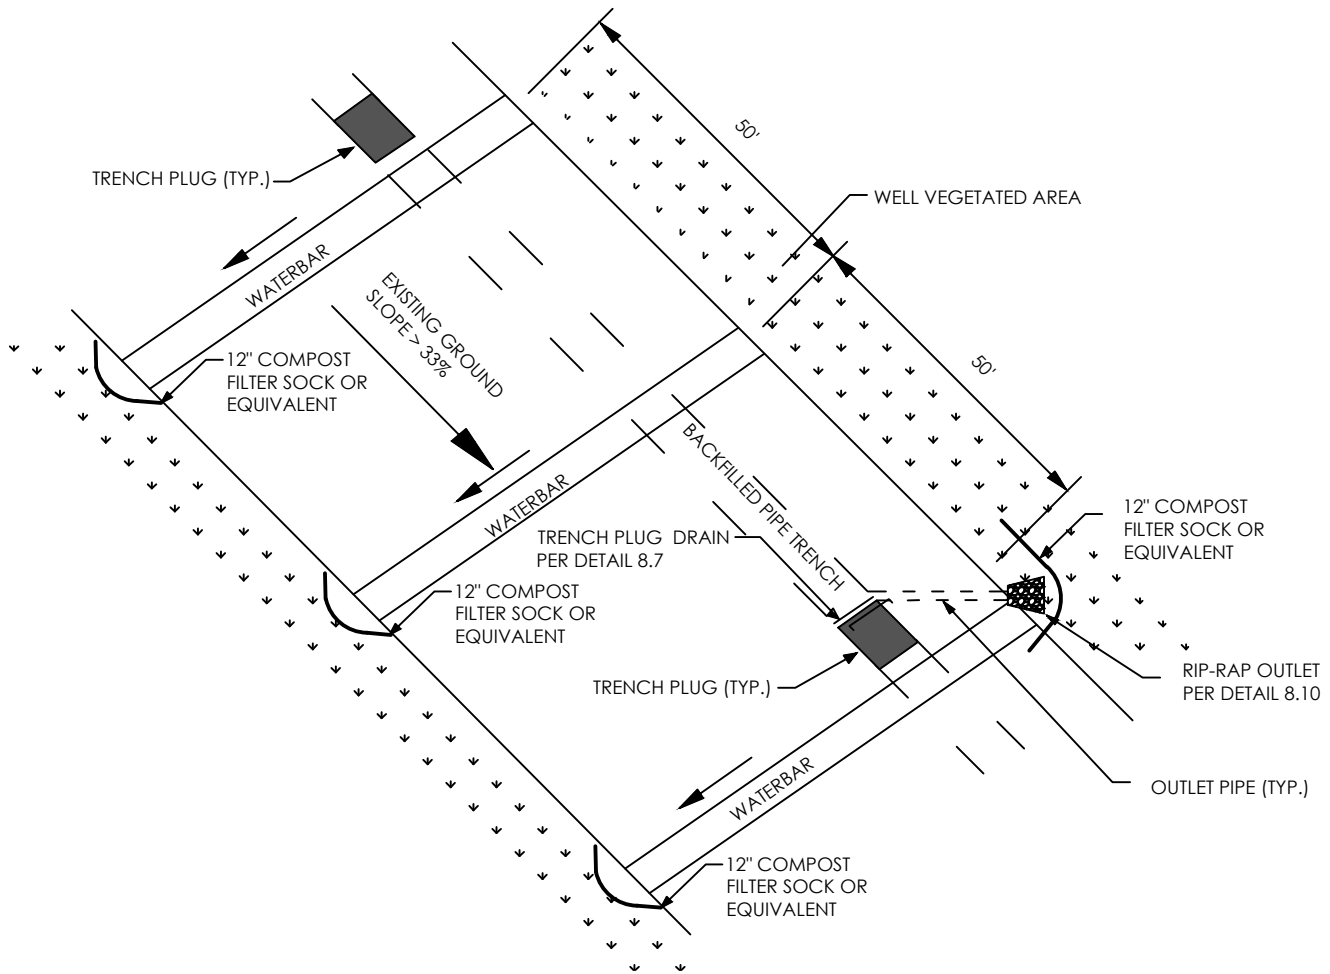 50'
TRENCH PLUG (TYP.)
WELL VEGETATED AREA
WATERBAR
EXISTING GROUND
SLOPE > 33%
12" COMPOST
FILTER SOCK OR
EQUIVALENT
50'
BACKFILLED PIPE TRENCH
WATERBAR
TRENCH PLUG DRAIN
PER DETAIL 8.7
12" COMPOST
FILTER SOCK OR
EQUIVALENT
12" COMPOST
FILTER SOCK OR
EQUIVALENT
TRENCH PLUG (TYP.)
RIP-RAP OUTLET
PER DETAIL 8.10
WATERBAR
OUTLET PIPE (TYP.)
12" COMPOST
FILTER SOCK OR
EQUIVALENT